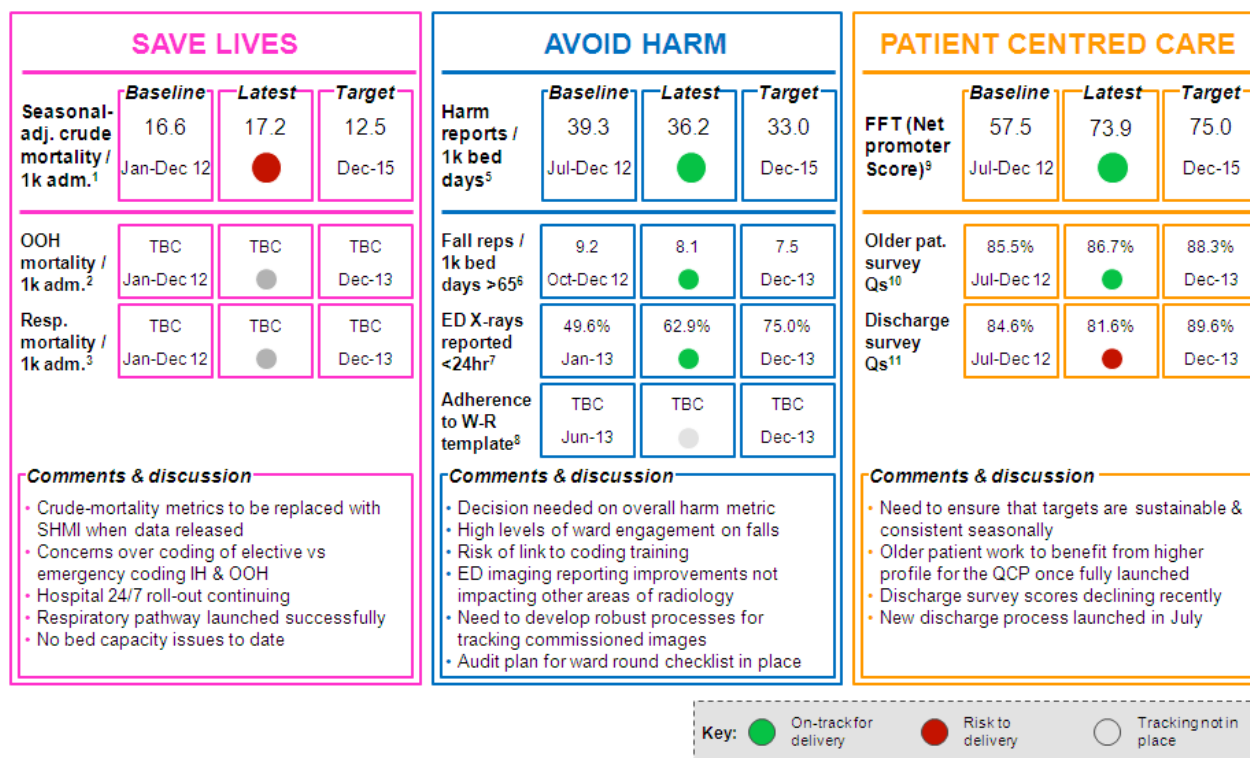 SAVE LIVES
Baseline Latest Target
Seasonal-
adj. crude
mortality /
1k adm.1
16.6 17.2 12.5
Jan-Dec 12 Dec-15
OOH
mortality /
1k adm.2
TBC TBC TBC
Jan-Dec 12 Dec-13
Resp.
mortality /
1k adm.3
TBC TBC TBC
Jan-Dec 12 Dec-13
Comments & discussion
• Crude-mortality metrics to be replaced with
SHMI when data released
• Concerns over coding of elective vs
emergency coding IH & OOH
• Hospital 24/7 roll-out continuing
• Respiratory pathway launched successfully
• No bed capacity issues to date
AVOID HARM
Baseline Latest Target
Harm
reports /
1k bed
days5
39.3 36.2 33.0
Jul-Dec 12 Dec-15
Fall reps /
1k bed
days >656
9.2 8.1 7.5
Oct-Dec 12 Dec-13
ED X-rays
reported
<24hr7
49.6% 62.9% 75.0%
Jan-13 Dec-13
Adherence
to W-R
template8
TBC TBC TBC
Jun-13 Dec-13
Comments & discussion
• Decision needed on overall harm metric
• High levels of ward engagement on falls
• Risk of link to coding training
• ED imaging reporting improvements not
impacting other areas of radiology
• Need to develop robust processes for
tracking commissioned images
• Audit plan for ward round checklist in place
PATIENT CENTRED CARE
Baseline Latest Target
FFT (Net
promoter
Score)9
57.5 73.9 75.0
Jul-Dec 12 Dec-15
Older pat.
survey
Qs10
85.5% 86.7% 88.3%
Jul-Dec 12 Dec-13
Discharge
survey
Qs11
84.6% 81.6% 89.6%
Jul-Dec 12 Dec-13
Comments & discussion
• Need to ensure that targets are sustainable &
consistent seasonally
• Older patient work to benefit from higher
profile for the QCP once fully launched
• Discharge survey scores declining recently
• New discharge process launched in July
Key:
On-track for
delivery
Risk to
delivery
Tracking not in
place